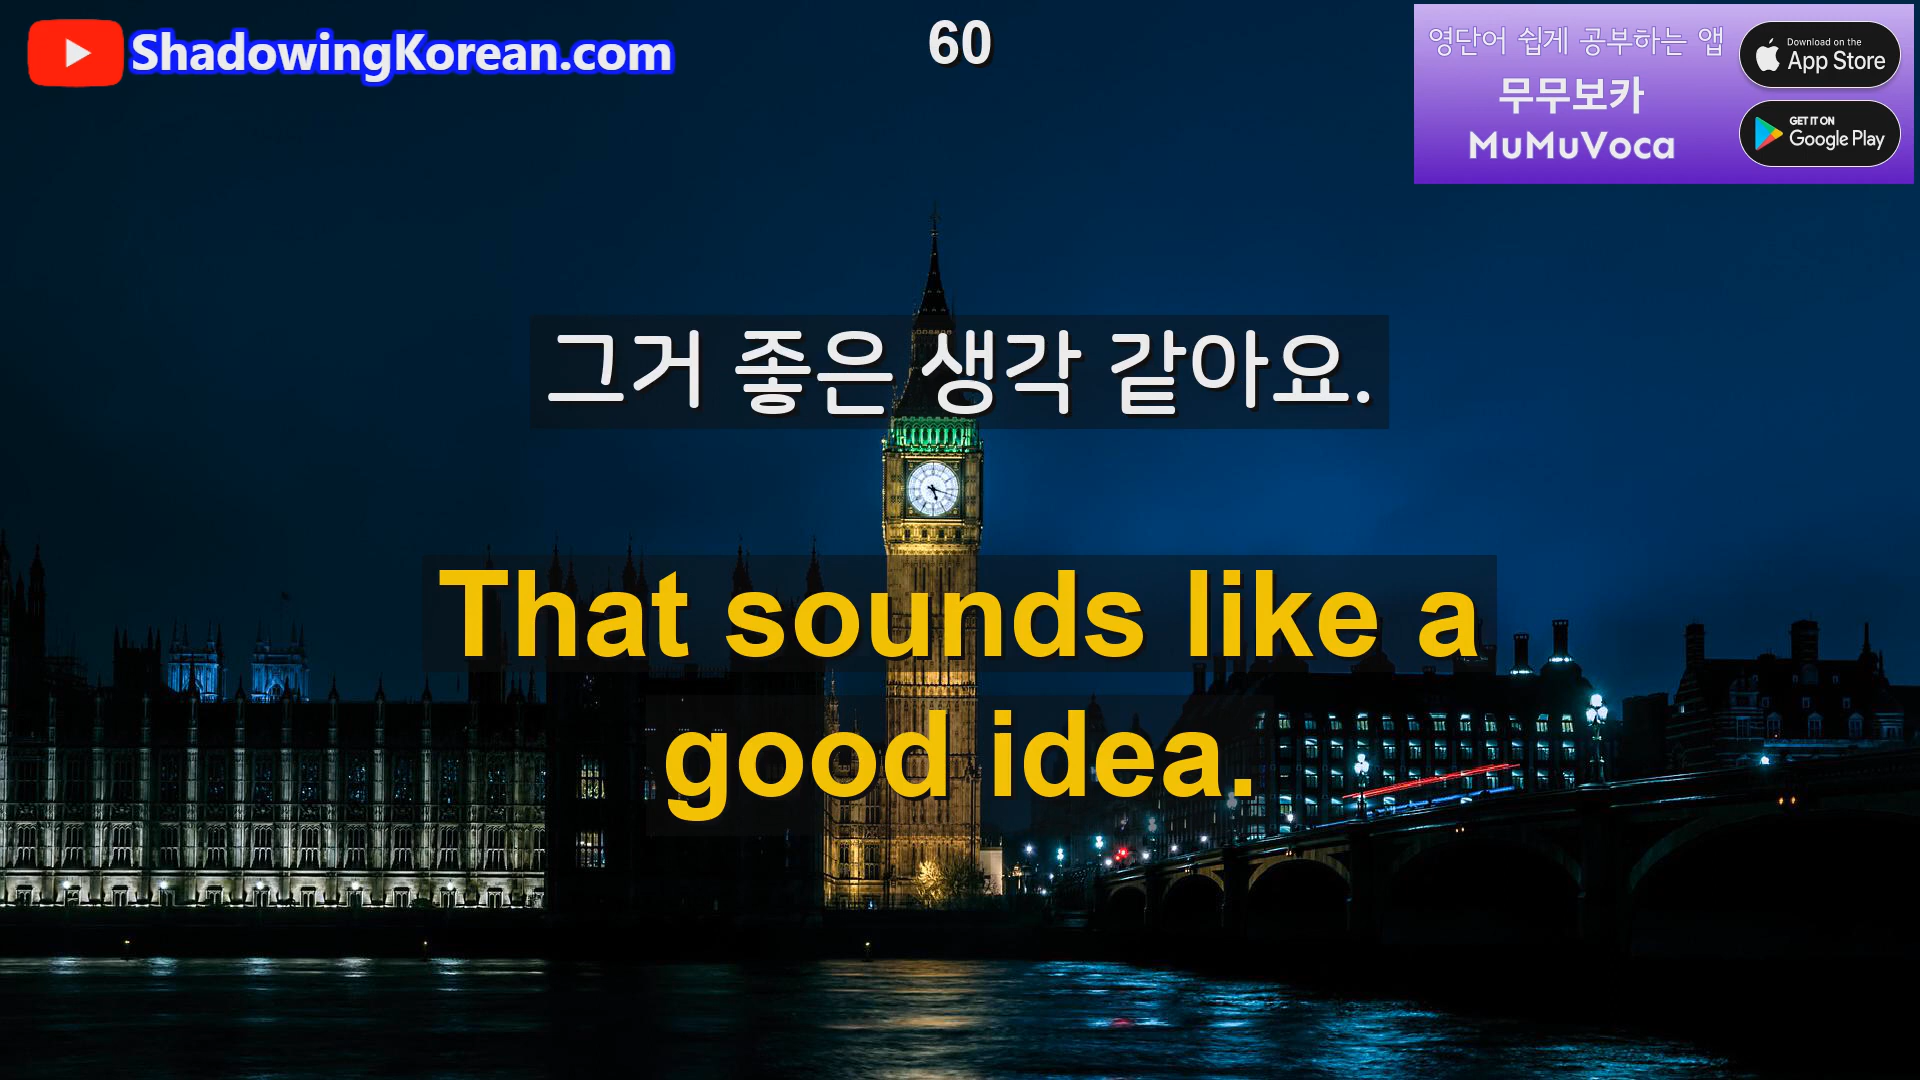 ShadowingKorean.com
60
영단어 쉽게 공부하는 앱
무무보카
MuMuVoca
Download on the
App Store
GET IT ON
Google Play
그거 좋은 생각 같아요.
That sounds like a
good idea.